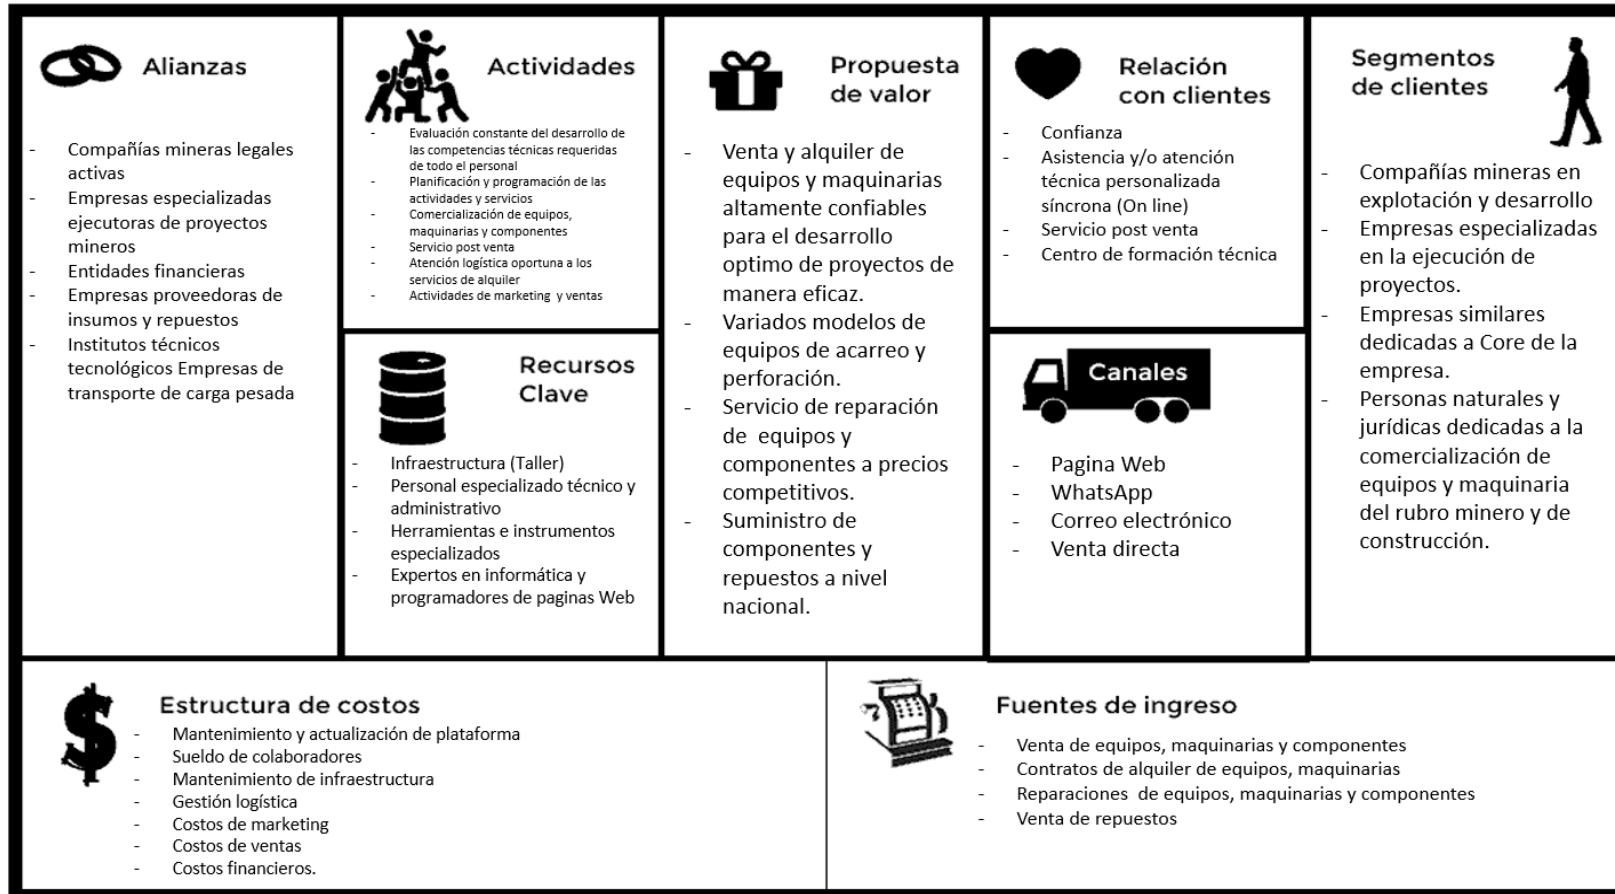 Alianzas
- Compañías mineras legales
activas
- Empresas especializadas
ejecutoras de proyectos
mineros
- Entidades financieras
- Empresas proveedoras de
insumos y repuestos
- Institutos técnicos
tecnológicos Empresas de
transporte de carga pesada
Actividades
- Evaluación constante del desarrollo de
las competencias técnicas requeridas
de todo el personal
- Planificación y programación de las
actividades y servicios
- Comercialización de equipos,
maquinarias y componentes
- Servicio post venta
- Atención logística oportuna a los
servicios de alquiler
- Actividades de marketing y ventas
Recursos
Clave
- Infraestructura (Taller)
- Personal especializado técnico y
administrativo
- Herramientas e instrumentos
especializados
- Expertos en informática y
programadores de paginas Web
Propuesta
de valor
- Venta y alquiler de
equipos y maquinarias
altamente confiables
para el desarrollo
optimo de proyectos de
manera eficaz.
- Variados modelos de
equipos de acarreo y
perforación.
- Servicio de reparación
de equipos y
componentes a precios
competitivos.
- Suministro de
componentes y
repuestos a nivel
nacional.
Relación
con clientes
- Confianza
- Asistencia y/o atención
técnica personalizada
síncrona (On line)
- Servicio post venta
- Centro de formación técnica
Canales
- Pagina Web
- WhatsApp
- Correo electrónico
- Venta directa
Segmentos
de clientes
- Compañías mineras en
explotación y desarrollo
- Empresas especializadas
en la ejecución de
proyectos.
- Empresas similares
dedicadas a Core de la
empresa.
- Personas naturales y
jurídicas dedicadas a la
comercialización de
equipos y maquinaria
del rubro minero y de
construcción.
Estructura de costos
- Mantenimiento y actualización de plataforma
- Sueldo de colaboradores
- Mantenimiento de infraestructura
- Gestión logística
- Costos de marketing
- Costos de ventas
- Costos financieros.
Fuentes de ingreso
- Venta de equipos, maquinarias y componentes
- Contratos de alquiler de equipos, maquinarias
- Reparaciones de equipos, maquinarias y componentes
- Venta de repuestos